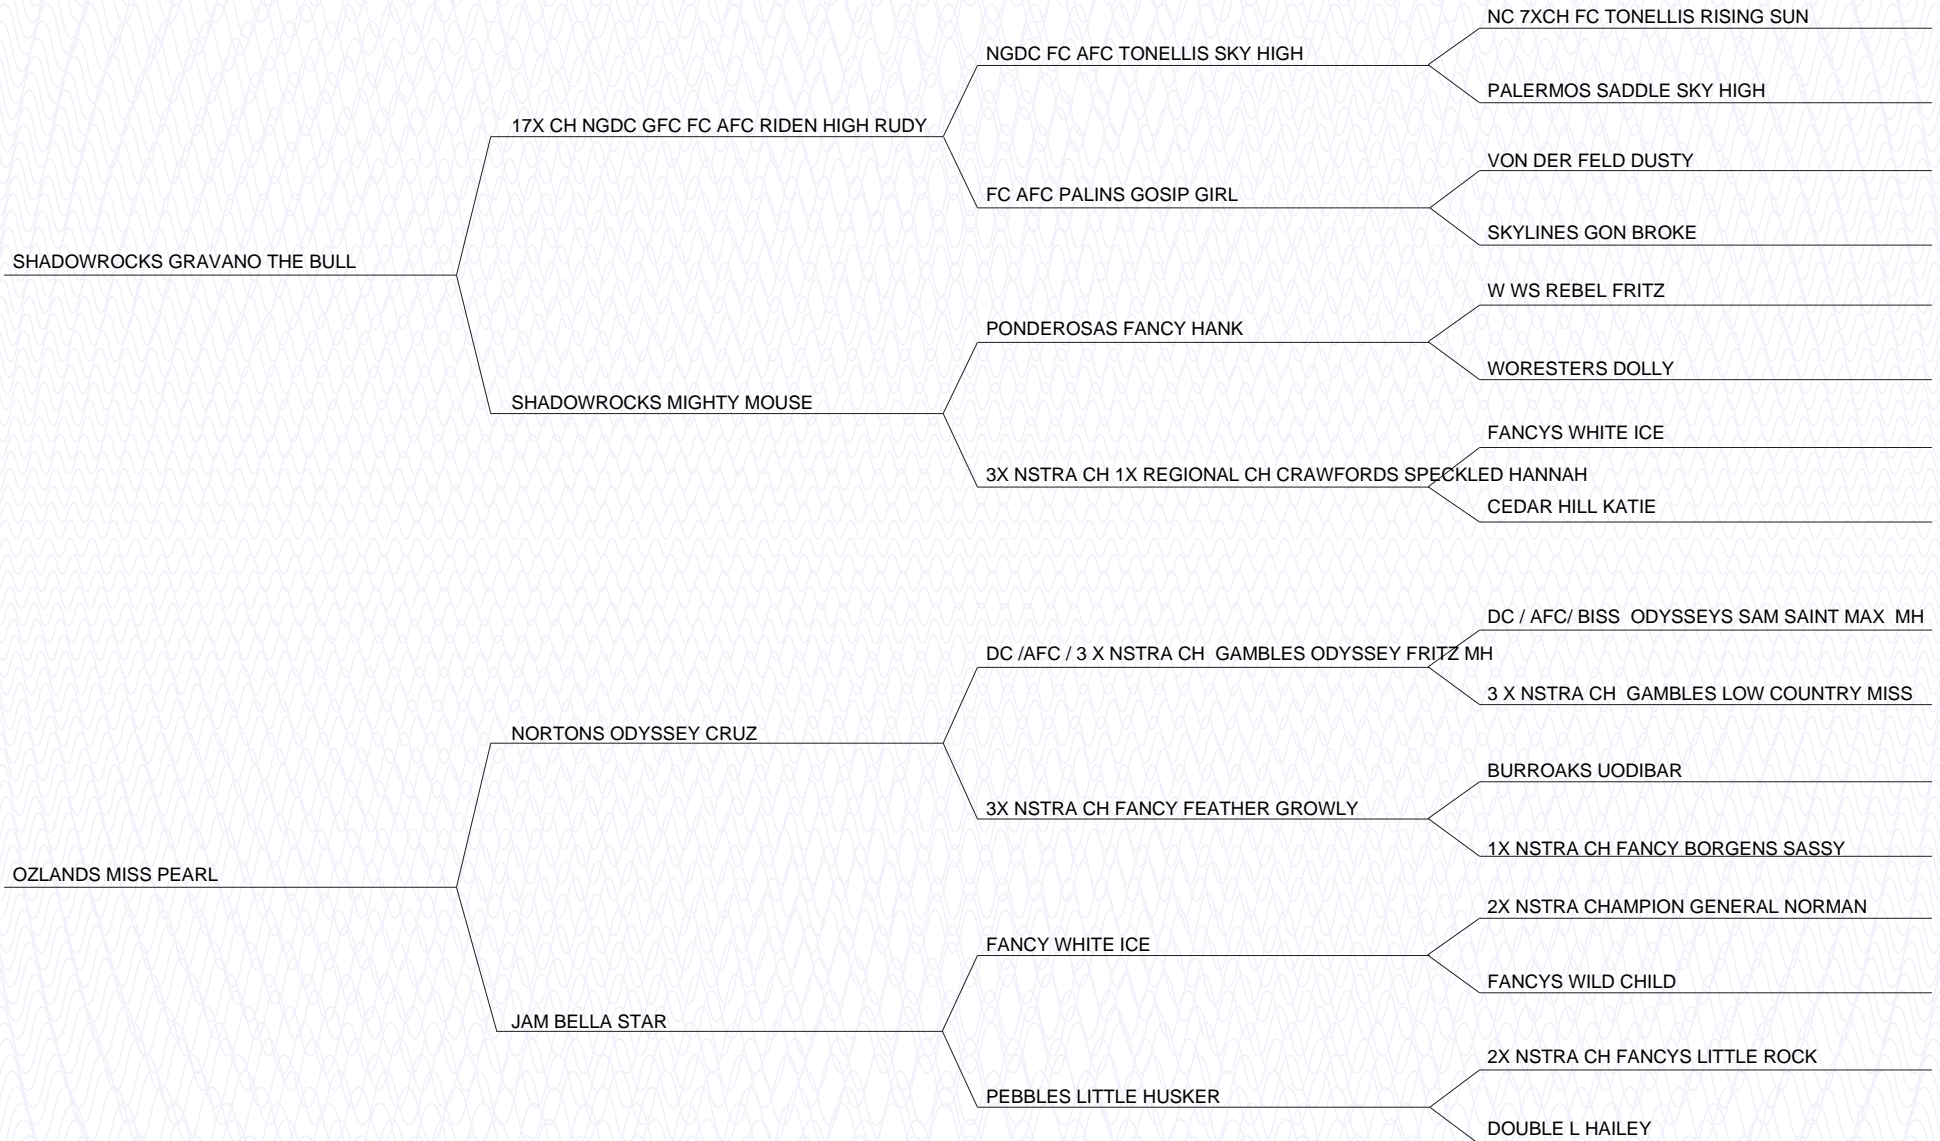 NC 7XCH FC TONELLIS RISING SUN
NGDC FC AFC TONELLIS SKY HIGH
PALERMOS SADDLE SKY HIGH
17X CH NGDC GFC FC AFC RIDEN HIGH RUDY
VON DER FELD DUSTY
FC AFC PALINS GOSIP GIRL
SKYLINES GON BROKE
SHADOWROCKS GRAVANO THE BULL
W WS REBEL FRITZ
PONDEROSAS FANCY HANK
WORESTERS DOLLY
SHADOWROCKS MIGHTY MOUSE
FANCYS WHITE ICE
3X NSTRA CH 1X REGIONAL CH CRAWFORDS SPECKLED HANNAH
CEDAR HILL KATIE
DC / AFC/ BISS  ODYSSEYS SAM SAINT MAX  MH
DC /AFC / 3 X NSTRA CH  GAMBLES ODYSSEY FRITZ MH
3 X NSTRA CH  GAMBLES LOW COUNTRY MISS
NORTONS ODYSSEY CRUZ
BURROAKS UODIBAR
3X NSTRA CH FANCY FEATHER GROWLY
1X NSTRA CH FANCY BORGENS SASSY
OZLANDS MISS PEARL
2X NSTRA CHAMPION GENERAL NORMAN
FANCY WHITE ICE
FANCYS WILD CHILD
JAM BELLA STAR
2X NSTRA CH FANCYS LITTLE ROCK
PEBBLES LITTLE HUSKER
DOUBLE L HAILEY